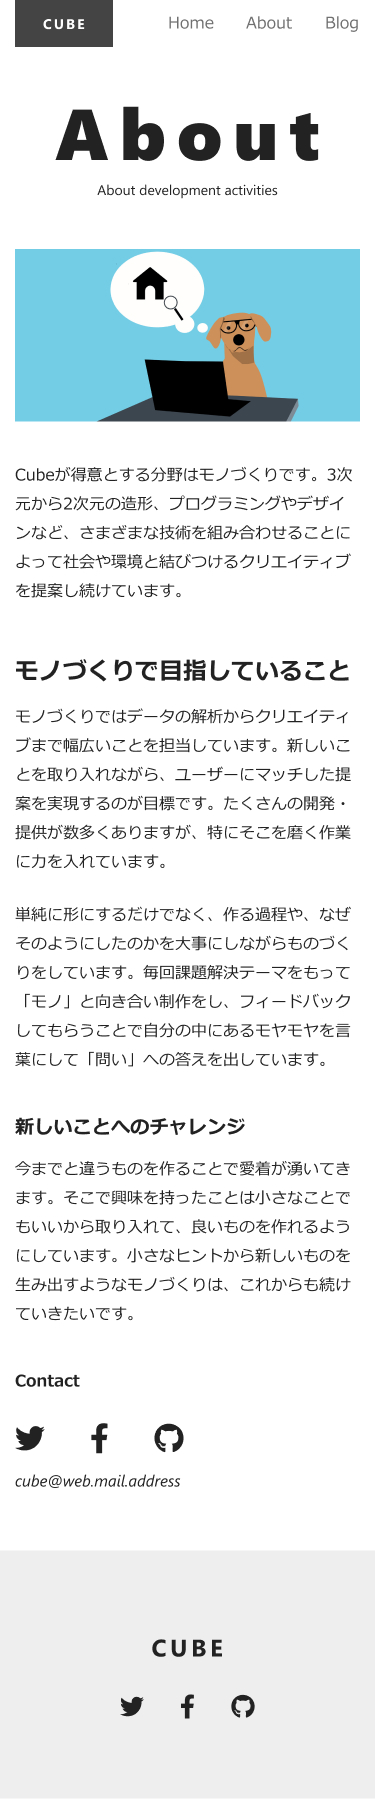 CUBE
Home About Blog
About
About development activities
Cubeが得意とする分野はモノづくりです。3次
元から2次元の造形、プログラミングやデザイ
ンなど、さまざまな技術を組み合わせることに
よって社会や環境と結びつけるクリエイティブ
を提案し続けています。
モノづくりで目指していること
モノづくりではデータの解析からクリエイティ
ブまで幅広いことを担当しています。新しいこ
とを取り入れながら、ユーザーにマッチした提
案を実現するのが目標です。たくさんの開発・
提供が数多くありますが、特にそこを磨く作業
に力を入れています。
単純に形にするだけでなく、作る過程や、なぜ
そのようにしたのかを大事にしながらものづく
りをしています。毎回課題解決テーマをもって
「モノ」と向き合い制作をし、フィードバック
してもらうことで自分の中にあるモヤモヤを言
葉にして「問い」への答えを出しています。
新しいことへのチャレンジ
今までと違うものを作ることで愛着が湧いてき
ます。そこで興味を持ったことは小さなことで
もいいから取り入れて、良いものを作れるよう
にしています。小さなヒントから新しいものを
生み出すようなモノづくりは、これからも続け
ていきたいです。
Contact
cube@web.mail.address
CUBE